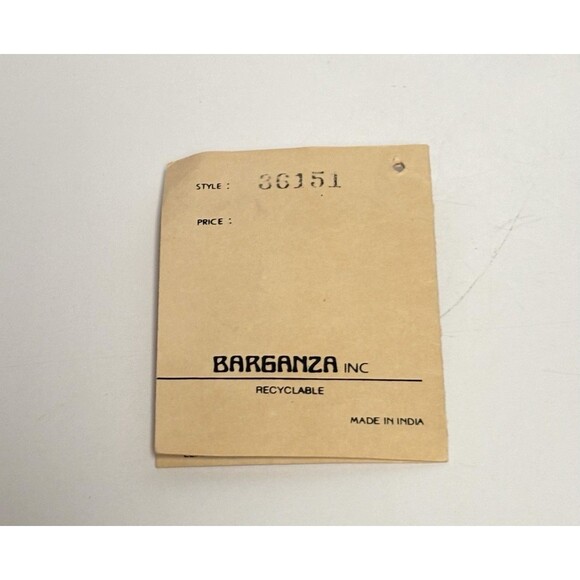 STYLE : 36151
PRICE :
BARGANZA INC
RECYCLABLE
MADE IN INDIA